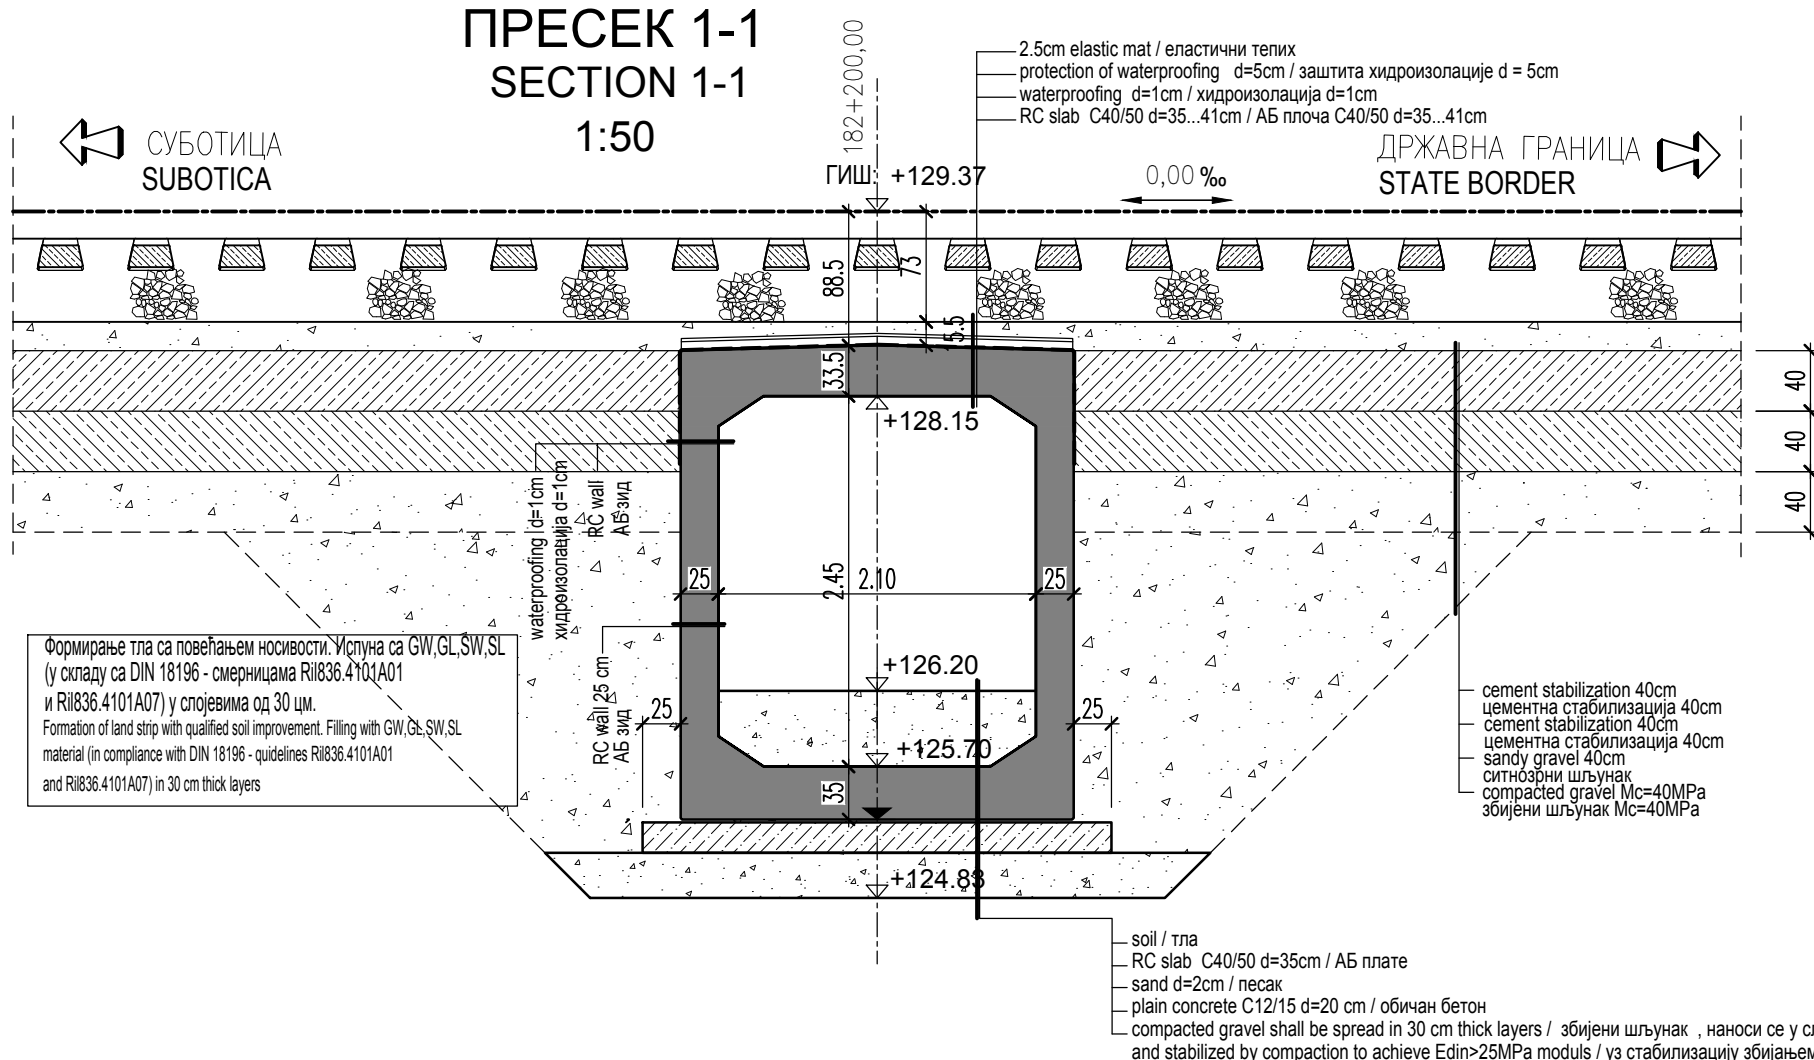 ПРЕСЕК 1-1
SECTION 1-1
1:50
182+200,00
2.5cm elastic mat / еластични тепих
protection of waterproofing d=5cm / заштита хидроизолације d = 5cm
waterproofing d=1cm / хидроизолација d=1cm
RC slab C40/50 d=35...41cm / АБ плоча C40/50 d=35...41cm
СУБОТИЦА
SUBOTICA
ДРЖАВНА ГРАНИЦА
STATE BORDER
ГИШ: +129.37
0,00 ‰
88.5
73
15.5
33.5
+128.15
40
40
40
waterproofing d=1cm
хидроизолација d=1cm
RC wall
АБ зид
25
2.45
2.10
25
Формирање тла са повећањем носивости. Испуна са GW,GL,SW,SL
(у складу са DIN 18196 - смерницама Ril836.4101A01
и Ril836.4101A07) у слојевима од 30 цм.
Formation of land strip with qualified soil improvement. Filling with GW,GL,SW,SL
material (in compliance with DIN 18196 - quidelines Ril836.4101A01
and Ril836.4101A07) in 30 cm thick layers
RC wall 25 cm
АБ зид
25
+126.20
25
+125.70
35
+124.83
cement stabilization 40cm
цементна стабилизација 40cm
cement stabilization 40cm
цементна стабилизација 40cm
sandy gravel 40cm
ситнозрни шљунак
compacted gravel Mc=40MPa
збијени шљунак Mc=40MPa
soil / тла
RC slab C40/50 d=35cm / АБ плате
sand d=2cm / песак
plain concrete C12/15 d=20 cm / обичан бетон
compacted gravel shall be spread in 30 cm thick layers / збијени шљунак , наноси се у
and stabilized by compaction to achieve Edin>25MPa moduls / уз стабилизацију збијањем